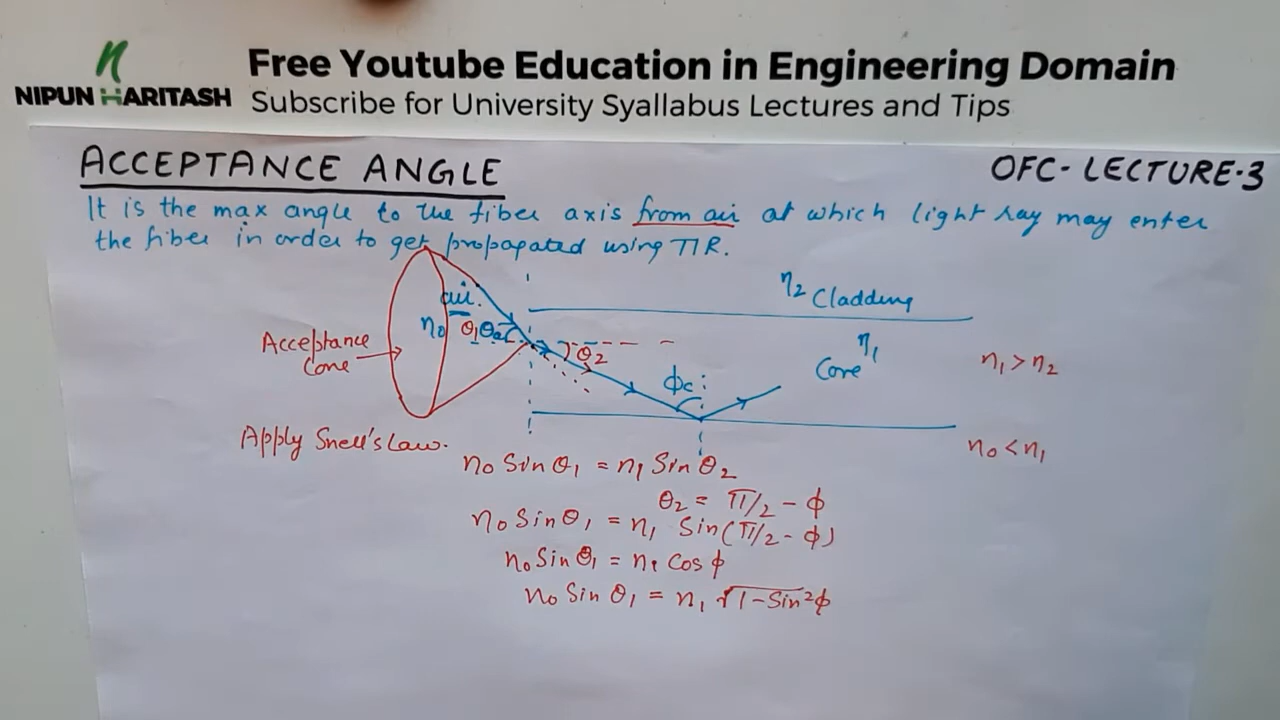 n
NIPUN HARITASH
Free Youtube Education in Engineering Domain
Subscribe for University Syallabus Lectures and Tips
ACCEPTANCE ANGLE
OFC- LECTURE-3
It is the max angle to the fiber axis from air at which light ray may enter
the fiber in order to get propagated using TIR.
η2 Cladding
air.
n0 θ1 θa
θ2
Acceptance
Cone
η1
Core
n1 > n2
ϕc
Apply Snell's Law.
n0 < n1
n0 Sin θ1 = n1 Sin θ2
θ2 = π/2 - ϕ
n0 Sin θ1 = n1 Sin(π/2 - ϕ)
n0 Sin θ1 = n1 Cos ϕ
n0 Sin θ1 = n1 √1-Sin²ϕ